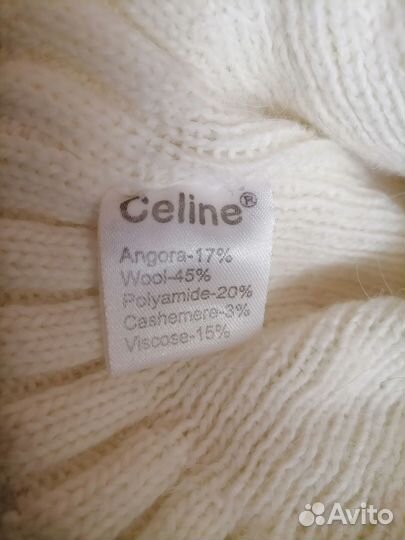 Celine®
Angora-17%
Wool-45%
Polyamide-20%
Cashemere-3%
Viscose-15%
Avito